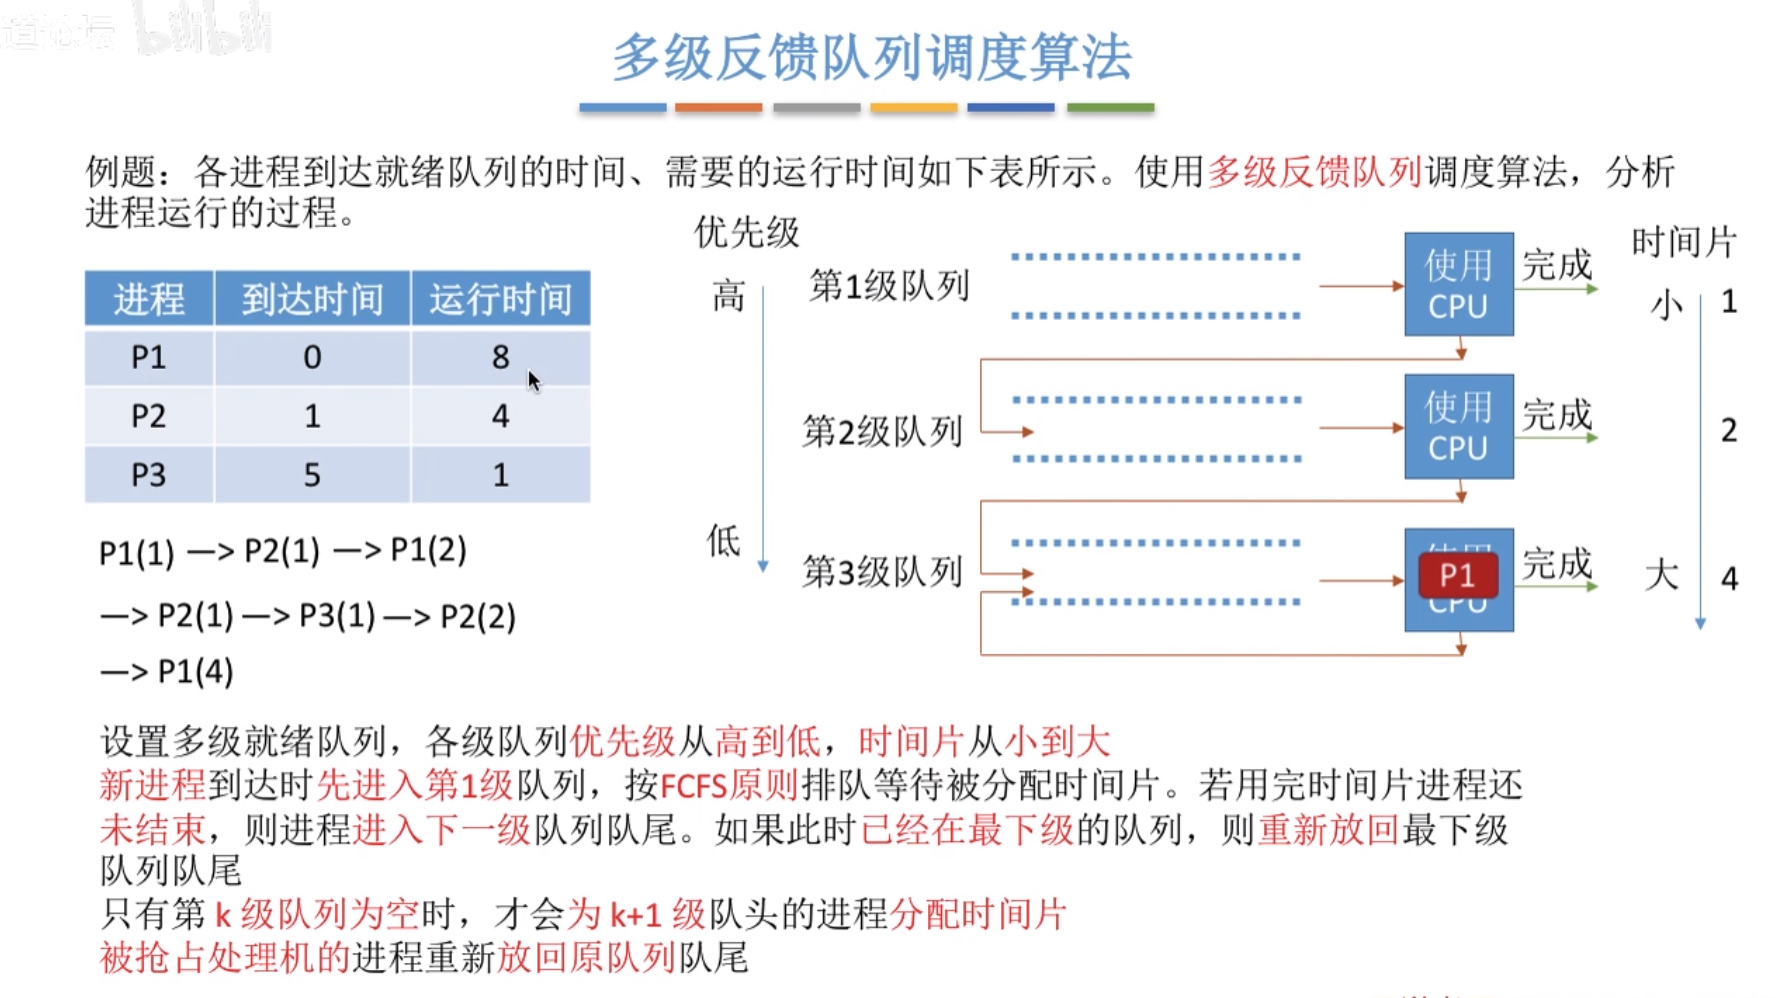 道论坛 bilibili
多级反馈队列调度算法
例题：各进程到达就绪队列的时间、需要的运行时间如下表所示。使用多级反馈队列调度算法，分析
进程运行的过程。
进程 到达时间 运行时间
P1 0 8
P2 1 4
P3 5 1
P1(1) —> P2(1) —> P1(2)
—> P2(1) —> P3(1) —> P2(2)
—> P1(4)
优先级
高
低
时间片
第1级队列 使用 CPU 完成 小 1
第2级队列 使用 CPU 完成 2
第3级队列 P1 CPU 完成 大 4
设置多级就绪队列，各级队列优先级从高到低，时间片从小到大
新进程到达时先进入第1级队列，按FCFS原则排队等待被分配时间片。若用完时间片进程还
未结束，则进程进入下一级队列队尾。如果此时已经在最下级的队列，则重新放回最下级
队列队尾
只有第 k 级队列为空时，才会为 k+1 级队头的进程分配时间片
被抢占处理机的进程重新放回原队列队尾